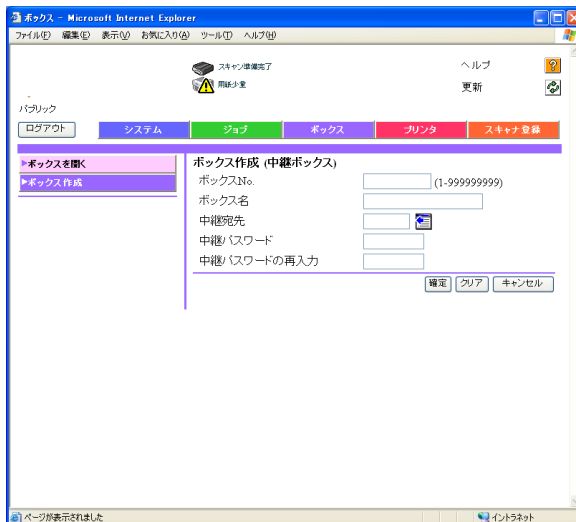 ボックス - Microsoft Internet Explorer
ファイル(F) 編集(E) 表示(V) お気に入り(A) ツール(T) ヘルプ(H)
スキャン準備完了 ヘルプ ?
用紙少量 更新
-
パブリック
ログアウト システム ジョブ ボックス プリンタ スキャナ登録
ボックスを開く
ボックス作成
ボックス作成 (中継ボックス)
ボックスNo. (1-999999999)
ボックス名
中継宛先
中継パスワード
中継パスワードの再入力
確定 クリア キャンセル
ページが表示されました イントラネット